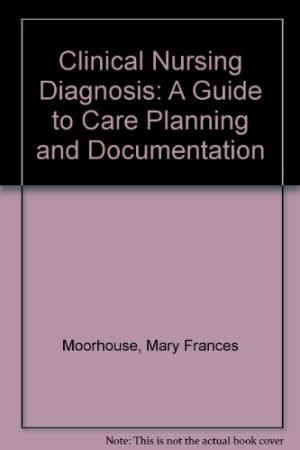 Clinical Nursing
Diagnosis: A Guide
to Care Planning
and Documentation
Moorhouse, Mary Frances
Note: This is not the actual book cover